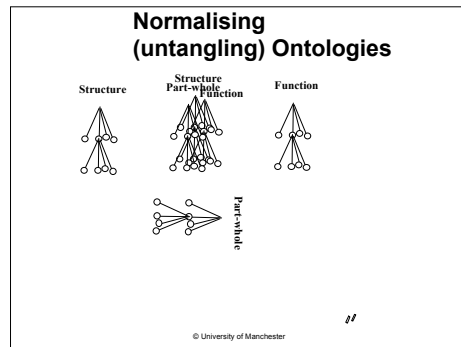 Normalising
(untangling) Ontologies
Structure
Structure
Part-whole
Function
Function
Part-whole
© University of Manchester